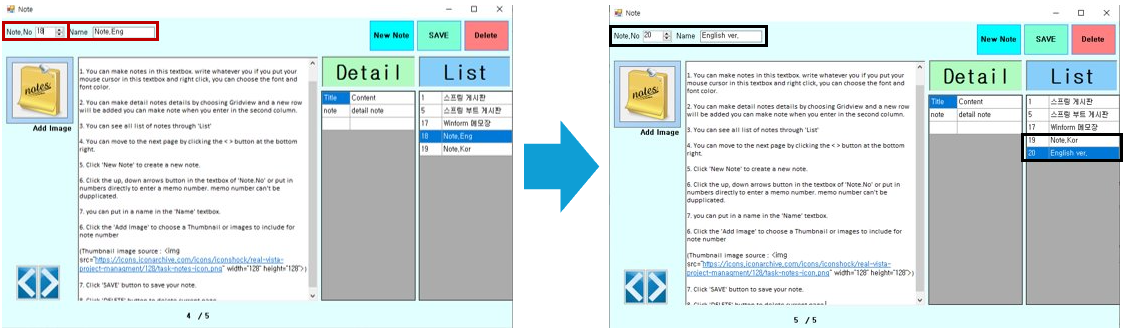 Note
Note,No 18 Name Note,Eng
New Note SAVE Delete
notes:
Add Image
1. You can make notes in this textbox. write whatever if you put your
mouse cursor in this textbox and right click, you can choose the font and
font color.
2. You can make detail notes details by choosing Gridview and a new row
will be added you can make note when you enter in the second column.
3. You can see all list of notes through 'List'
4. You can move to the next page by clicking the < > button at the bottom
right.
5. Click 'New Note' to create a new note.
6. Click the up, down arrows button in the textbox of 'Note.No' or put in
numbers directly to enter a memo number. memo number can't be
dupplicated.
7. you can put in a name in the 'Name' textbox.
6. Click the 'Add Image' to choose a Thumbnail or images to include for
note number
(Thumbnail image source : <img
src="https://icons.iconarchive.com/icons/iconshock/real-vista-
project-managment/128/task-notes-icon.png" width="128" height="128">)
7. Click 'SAVE' button to save your note.
8. Click 'DELETE' button to delete current page.
Detail
Title Content
note detail note
List
1 스프링 게시판
5 스프링 부트 게시판
17 Winform 메모장
18 Note,Eng
19 Note,Kor
4 / 5
Note
Note,No 20 Name English ver,
New Note SAVE Delete
notes:
Add Image
1. You can make notes in this textbox. write whatever if you put your
mouse cursor in this textbox and right click, you can choose the font and
font color.
2. You can make detail notes details by choosing Gridview and a new row
will be added you can make note when you enter in the second column.
3. You can see all list of notes through 'List'
4. You can move to the next page by clicking the < > button at the bottom
right.
5. Click 'New Note' to create a new note.
6. Click the up, down arrows button in the textbox of 'Note.No' or put in
numbers directly to enter a memo number. memo number can't be
dupplicated.
7. you can put in a name in the 'Name' textbox.
6. Click the 'Add Image' to choose a Thumbnail or images to include for
note number
(Thumbnail image source : <img
src="https://icons.iconarchive.com/icons/iconshock/real-vista-
project-managment/128/task-notes-icon.png" width="128" height="128">)
7. Click 'SAVE' button to save your note.
8. Click 'DELETE' button to delete current page.
Detail
Title Content
note detail note
List
1 스프링 게시판
5 스프링 부트 게시판
17 Winform 메모장
19 Note,Kor
20 English ver,
5 / 5